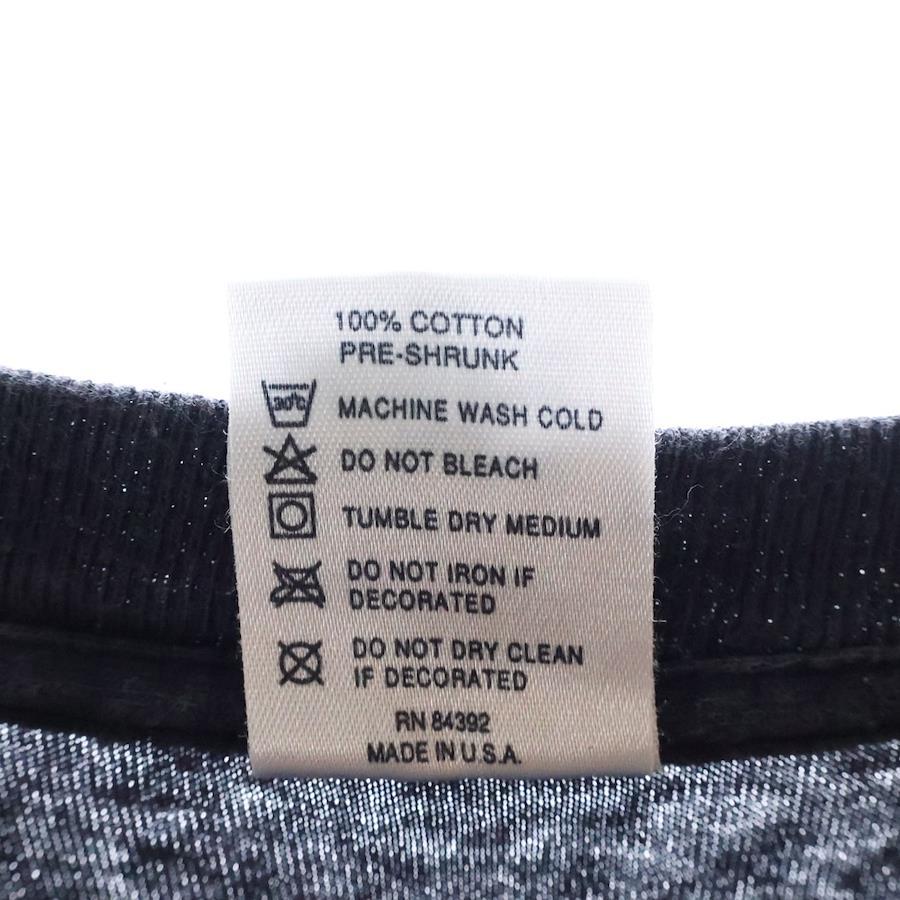 100% COTTON
PRE-SHRUNK
30°C
MACHINE WASH COLD
DO NOT BLEACH
TUMBLE DRY MEDIUM
DO NOT IRON IF
DECORATED
DO NOT DRY CLEAN
IF DECORATED
RN 84392
MADE IN U.S.A.